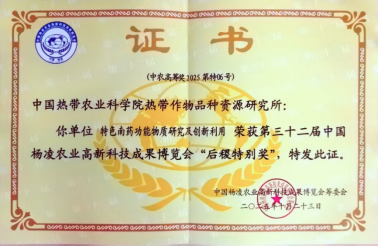 证书
(中农高等奖2025第特06号)
中国热带农业科学院热带作物品种资源研究所：
你单位 特色南药功能物质研究及创新利用 荣获第三十二届中国
杨凌农业高新科技成果博览会“后稷特别奖”，特发此证。
中国杨凌农业高新科技成果博览会筹委会
二〇二五年十月二十三日